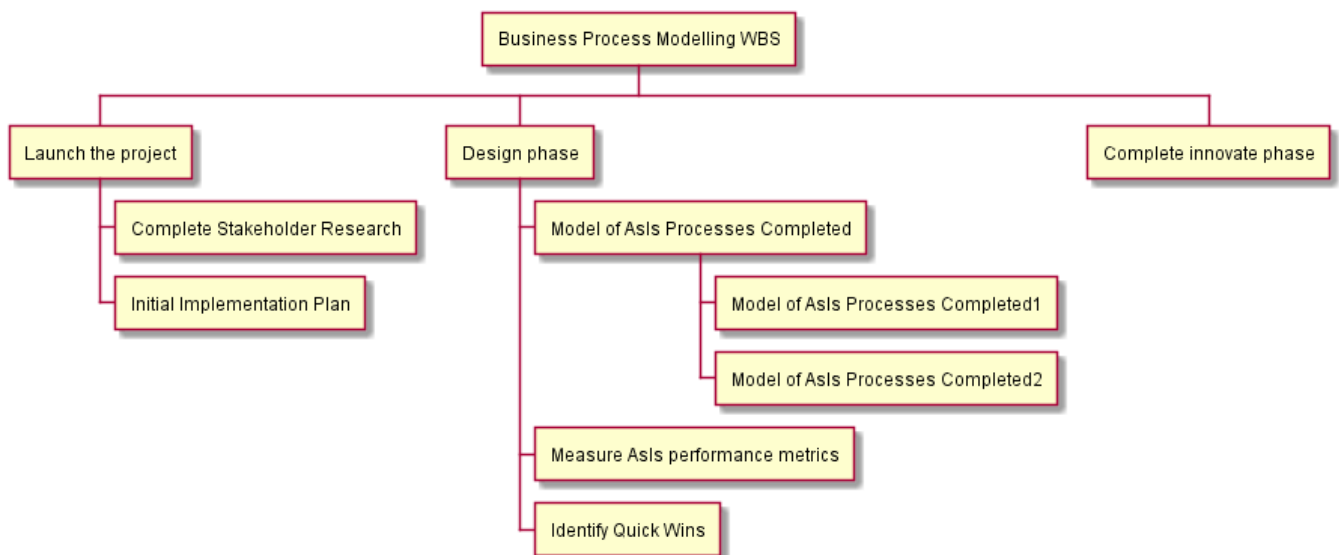 Business Process Modelling WBS
Launch the project
Complete Stakeholder Research
Initial Implementation Plan
Design phase
Model of AsIs Processes Completed
Model of AsIs Processes Completed1
Model of AsIs Processes Completed2
Measure AsIs performance metrics
Identify Quick Wins
Complete innovate phase